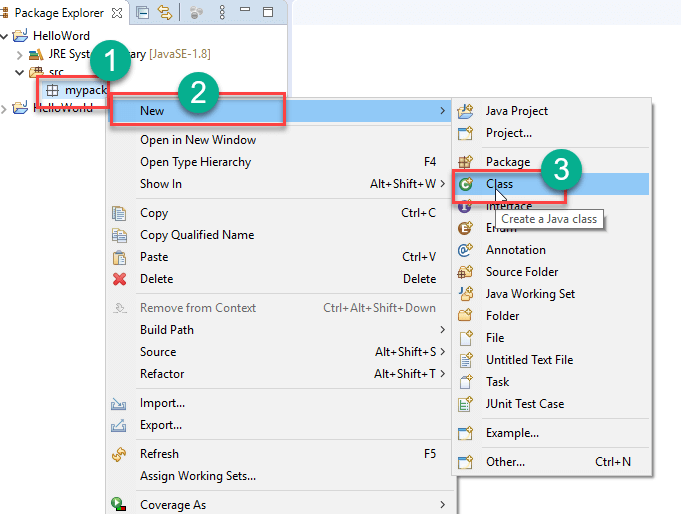 Package Explorer
HelloWord
JRE System Library [JavaSE-1.8]
src
mypack
HelloWorld
1
2
3
New
Open in New Window
Open Type Hierarchy F4
Show In Alt+Shift+W
Copy Ctrl+C
Copy Qualified Name
Paste Ctrl+V
Delete Delete
Remove from Context Ctrl+Alt+Shift+Down
Build Path
Source Alt+Shift+S
Refactor Alt+Shift+T
Import...
Export...
Refresh F5
Assign Working Sets...
Coverage As
Java Project
Project...
Package
Class
Interface
Create a Java class
Enum
Annotation
Source Folder
Java Working Set
Folder
File
Untitled Text File
Task
JUnit Test Case
Example...
Other... Ctrl+N